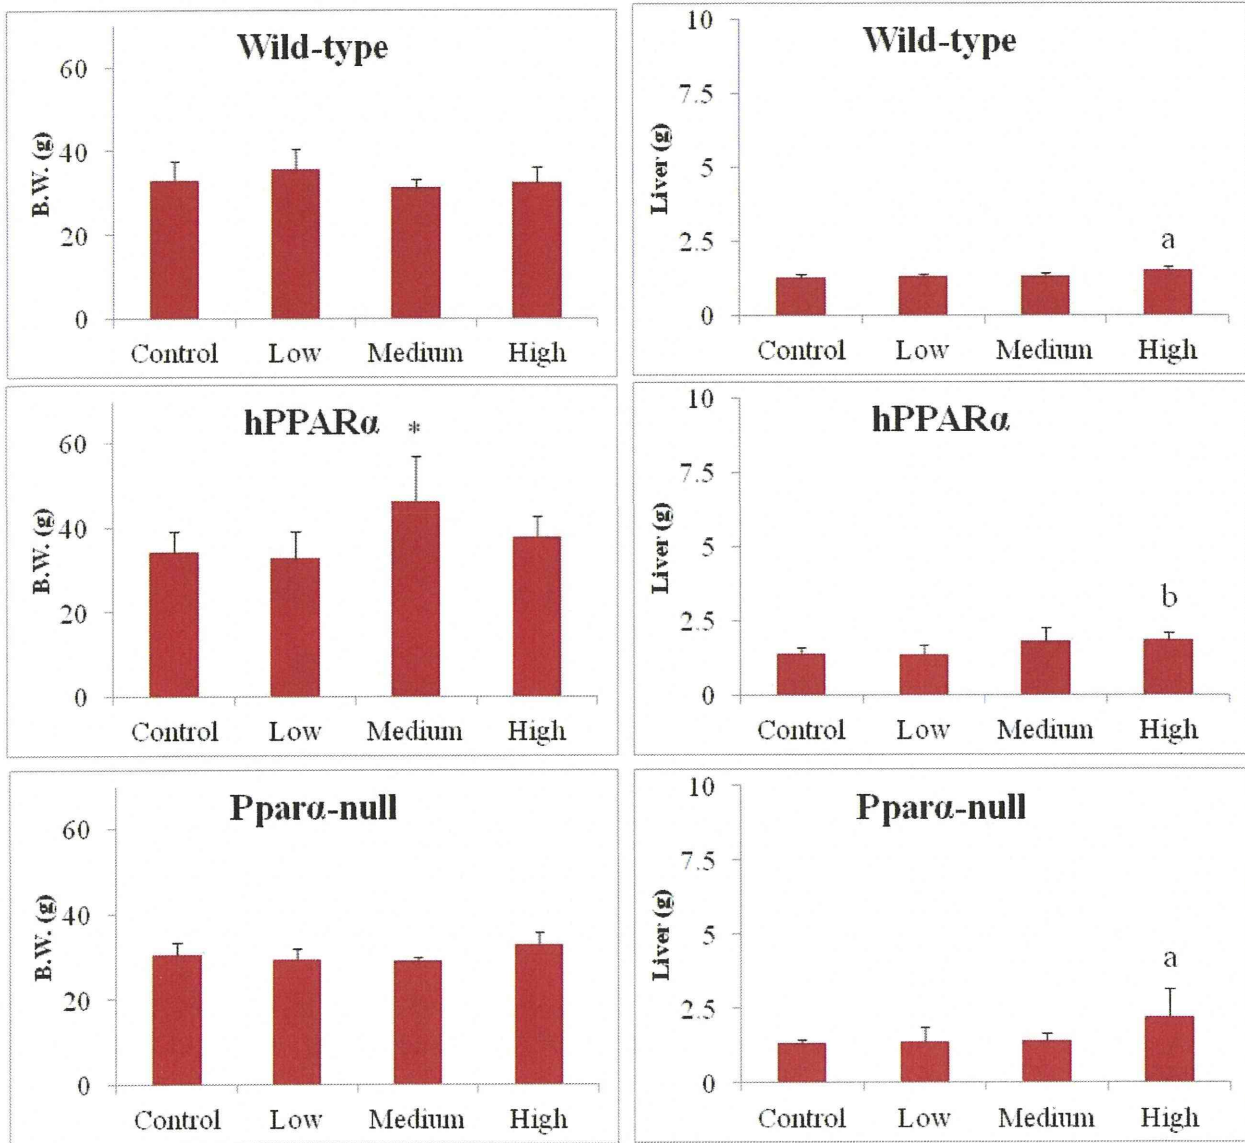 Wild-type
B.W. (g)
60
40
20
0
Control Low Medium High
Wild-type
Liver (g)
10
7.5
5
2.5
0
a
Control Low Medium High
hPPARα
*
B.W. (g)
60
40
20
0
Control Low Medium High
hPPARα
Liver (g)
10
7.5
5
2.5
0
b
Control Low Medium High
Pparα-null
B.W. (g)
60
40
20
0
Control Low Medium High
Pparα-null
Liver (g)
10
7.5
5
2.5
0
a
Control Low Medium High